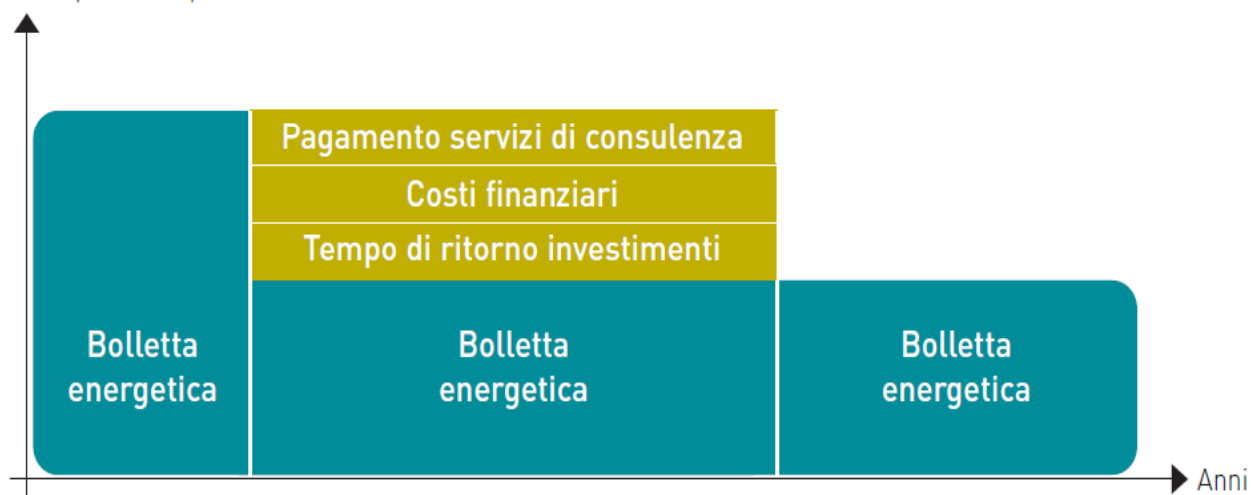 Pagamento servizi di consulenza
Costi finanziari
Tempo di ritorno investimenti
Bolletta
energetica
Bolletta
energetica
Bolletta
energetica
Anni